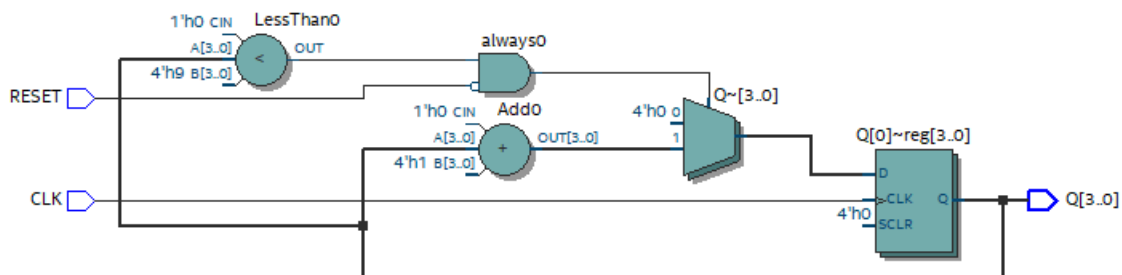 1'h0 CIN
LessThan0
A[3..0]
OUT
4'h9 B[3..0]
<
always0
RESET
1'h0 CIN
Add0
A[3..0]
OUT[3..0]
4'h1 B[3..0]
+
Q~[3..0]
4'h0 0
1
Q[0]~reg[3..0]
D
CLK
CLK
Q
Q[3..0]
4'h0
SCLR